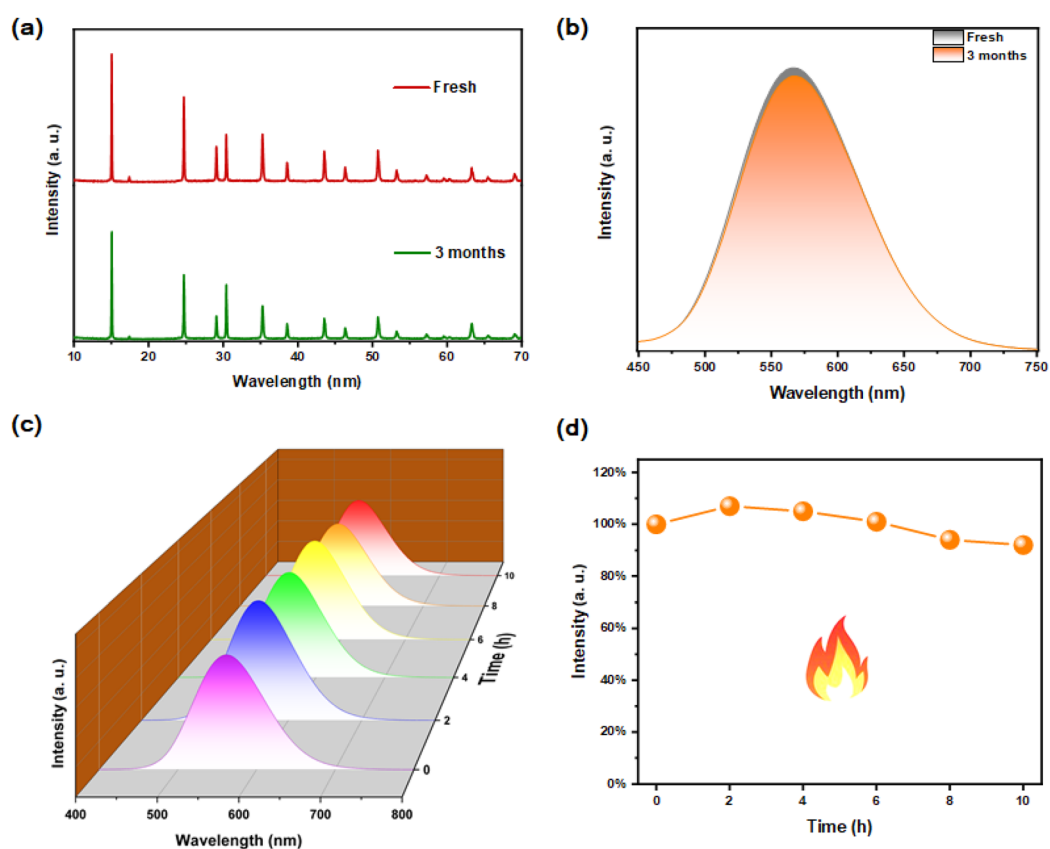 (a)
Intensity (a. u.)
Fresh
3 months
10 20 30 40 50 60 70
Wavelength (nm)
(b)
Intensity (a. u.)
Fresh
3 months
450 500 550 600 650 700 750
Wavelength (nm)
(c)
Intensity (a. u.)
10
8
6
4
2
0
Time (h)
400 500 600 700 800
Wavelength (nm)
(d)
Intensity (a. u.)
120%
100%
80%
60%
40%
20%
0%
0 2 4 6 8 10
Time (h)